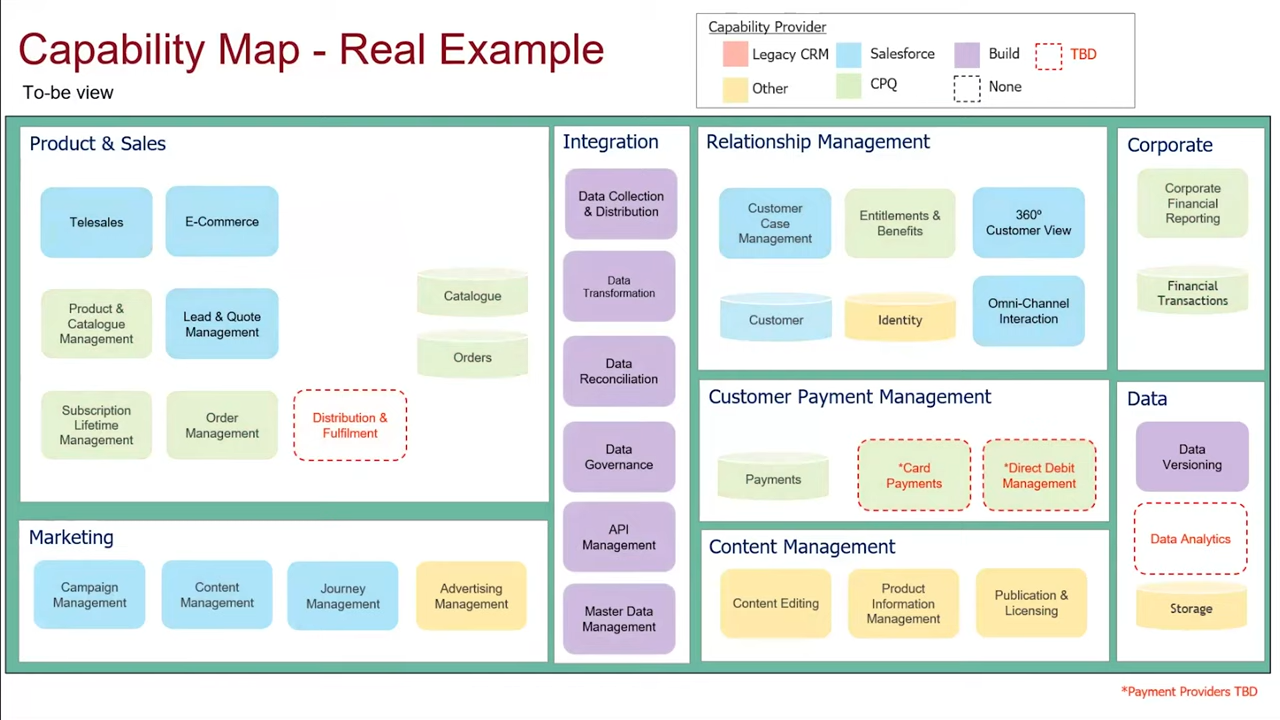 Capability Map - Real Example
To-be view
Capability Provider
Legacy CRM
Salesforce
Build
TBD
Other
CPQ
None
Product & Sales
Telesales
E-Commerce
Product &
Catalogue
Management
Lead & Quote
Management
Catalogue
Orders
Subscription
Lifetime
Management
Order
Management
Distribution &
Fulfilment
Marketing
Campaign
Management
Content
Management
Journey
Management
Advertising
Management
Integration
Data Collection
& Distribution
Data
Transformation
Data
Reconciliation
Data
Governance
API
Management
Master Data
Management
Relationship Management
Customer
Case
Management
Entitlements &
Benefits
360º
Customer View
Customer
Identity
Omni-Channel
Interaction
Customer Payment Management
Payments
*Card
Payments
*Direct Debit
Management
Content Management
Content Editing
Product
Information
Management
Publication &
Licensing
Corporate
Corporate
Financial
Reporting
Financial
Transactions
Data
Data
Versioning
Data Analytics
Storage
*Payment Providers TBD